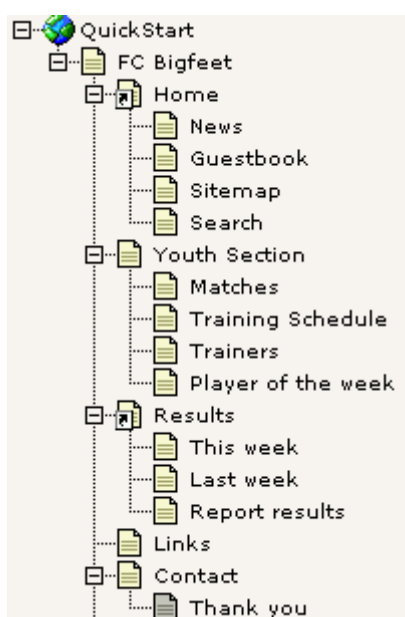 QuickStart
FC Bigfeet
Home
News
Guestbook
Sitemap
Search
Youth Section
Matches
Training Schedule
Trainers
Player of the week
Results
This week
Last week
Report results
Links
Contact
Thank you